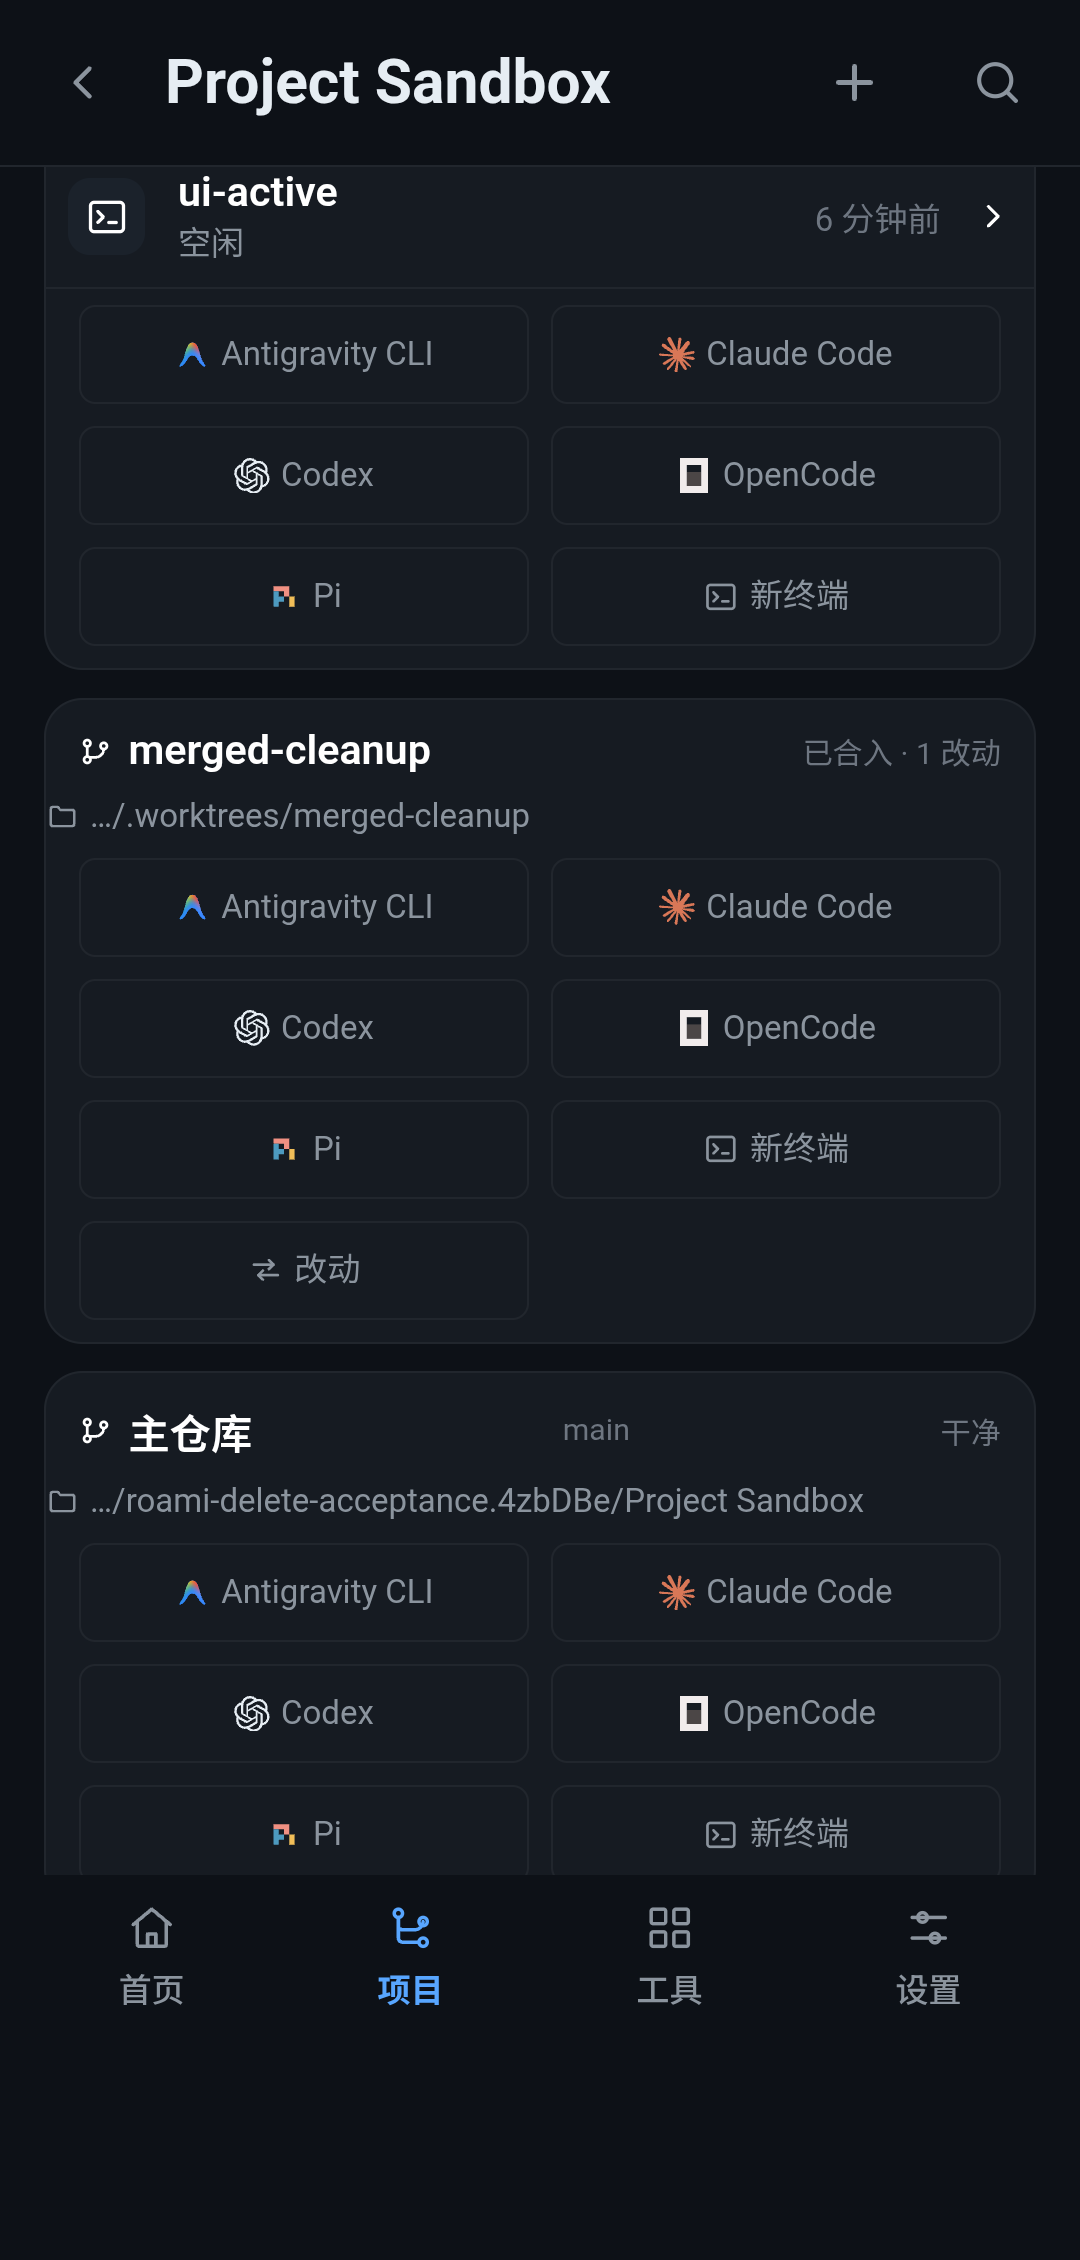 Project Sandbox
ui-active
空闲
6 分钟前
Antigravity CLI
Claude Code
Codex
OpenCode
Pi
新终端
merged-cleanup
已合入 · 1 改动
…/.worktrees/merged-cleanup
Antigravity CLI
Claude Code
Codex
OpenCode
Pi
新终端
改动
主仓库
main
干净
…/roami-delete-acceptance.4zbDBe/Project Sandbox
Antigravity CLI
Claude Code
Codex
OpenCode
Pi
新终端
首页
项目
工具
设置